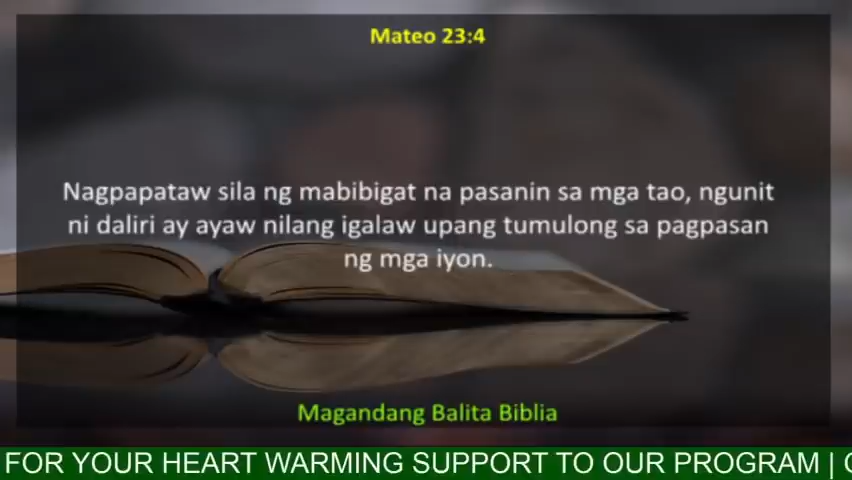 Mateo 23:4
Nagpapataw sila ng mabibigat na pasanin sa mga tao, ngunit
ni daliri ay ayaw nilang igalaw upang tumulong sa pagpasan
ng mga iyon.
Magandang Balita Biblia
FOR YOUR HEART WARMING SUPPORT TO OUR PROGRAM |